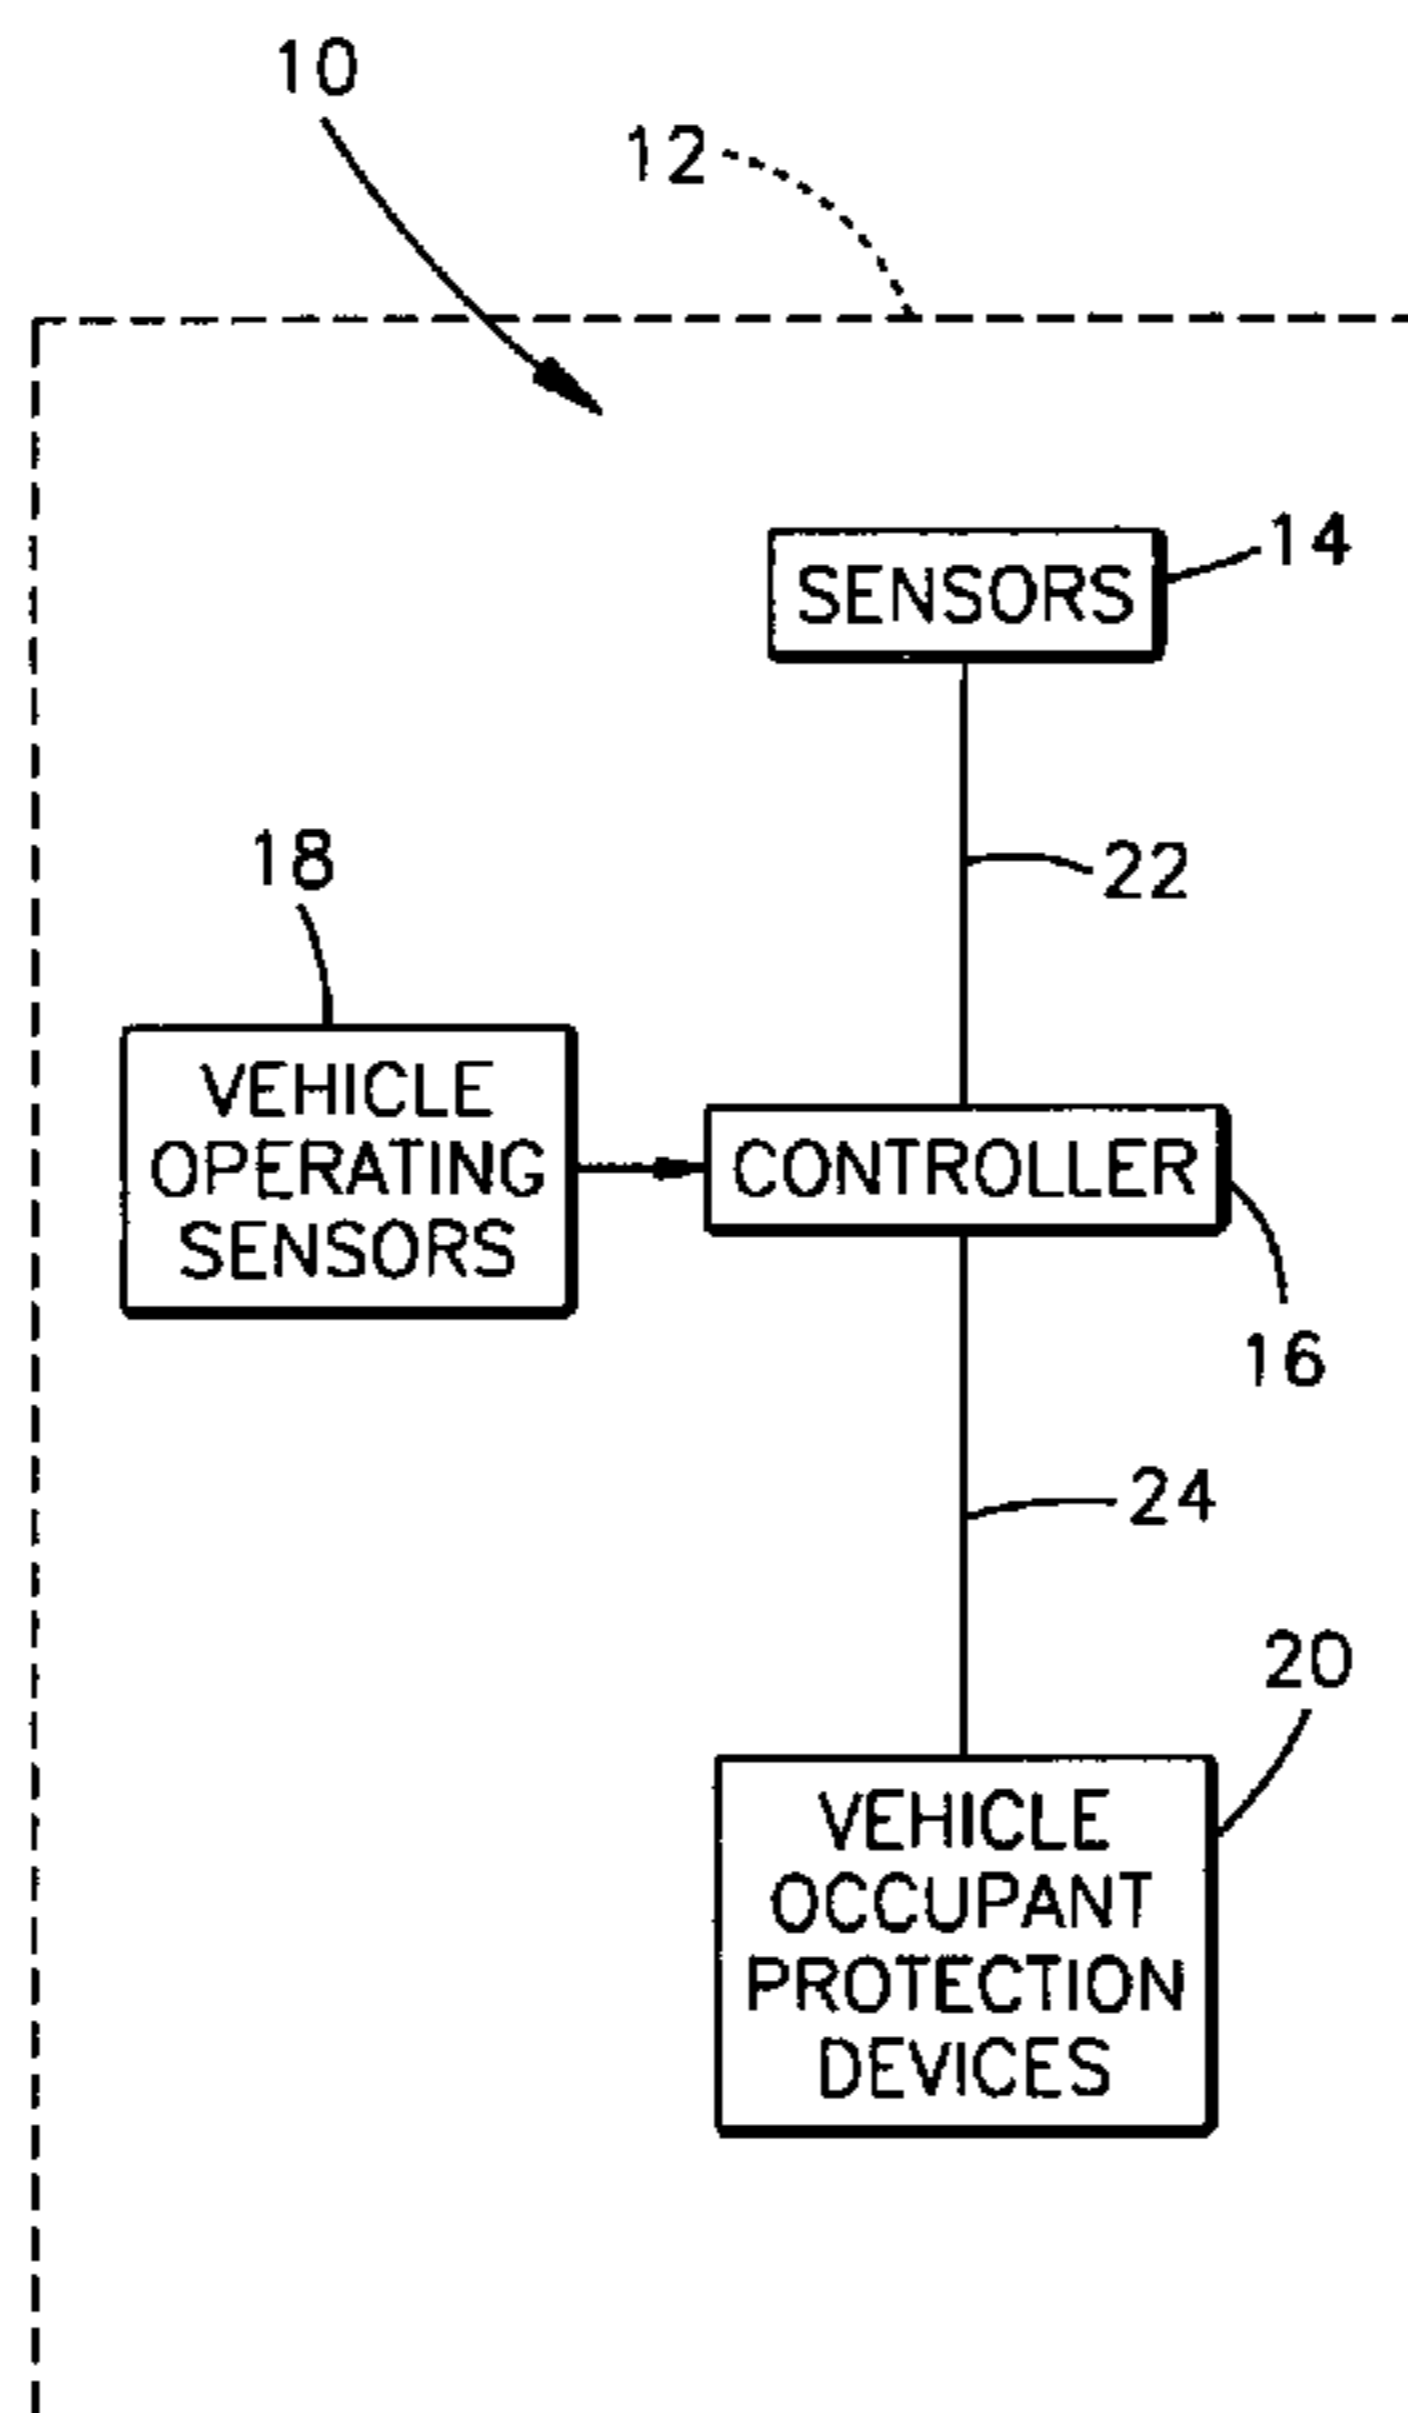 10
12
SENSORS
14
22
18
VEHICLE
OPERATING
SENSORS
CONTROLLER
16
24
20
VEHICLE
OCCUPANT
PROTECTION
DEVICES